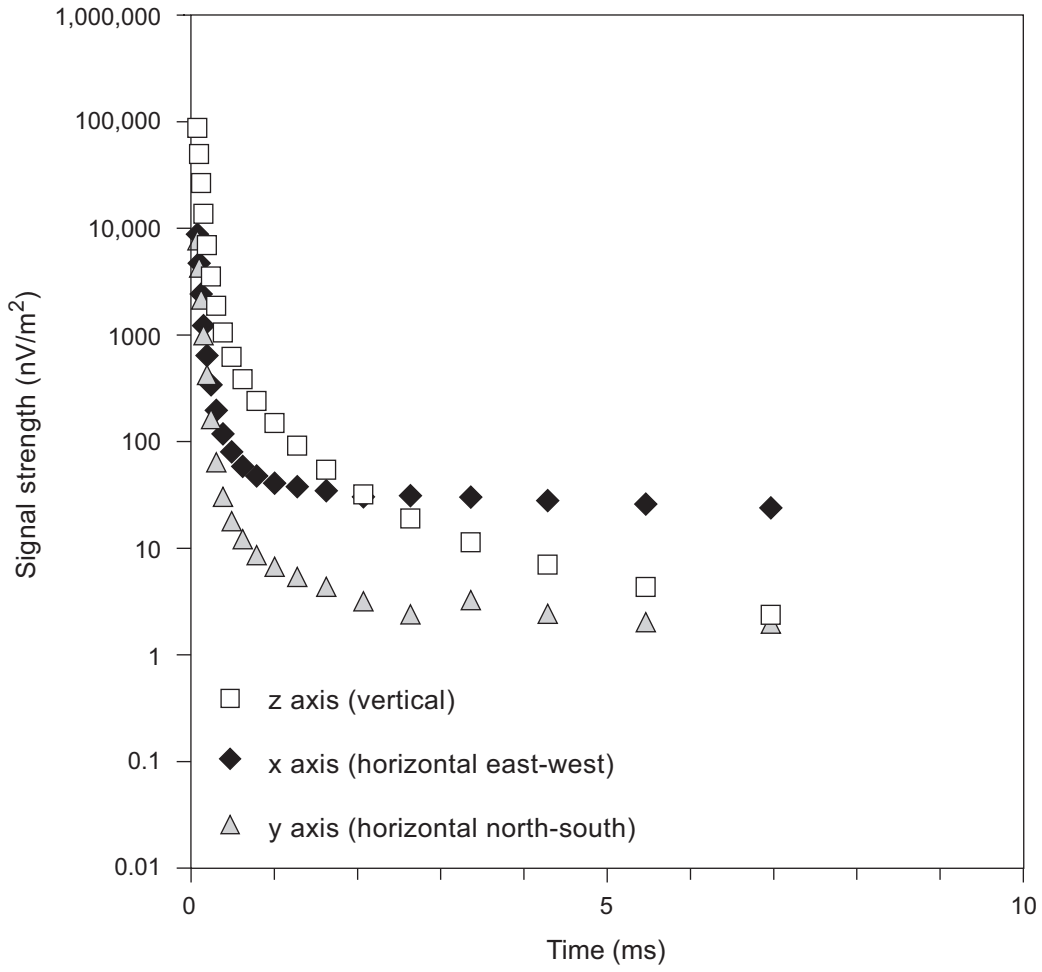 1,000,000
100,000
10,000
1000
100
10
1
0.1
0.01
Signal strength (nV/m²)
z axis (vertical)
x axis (horizontal east-west)
y axis (horizontal north-south)
0
5
10
Time (ms)